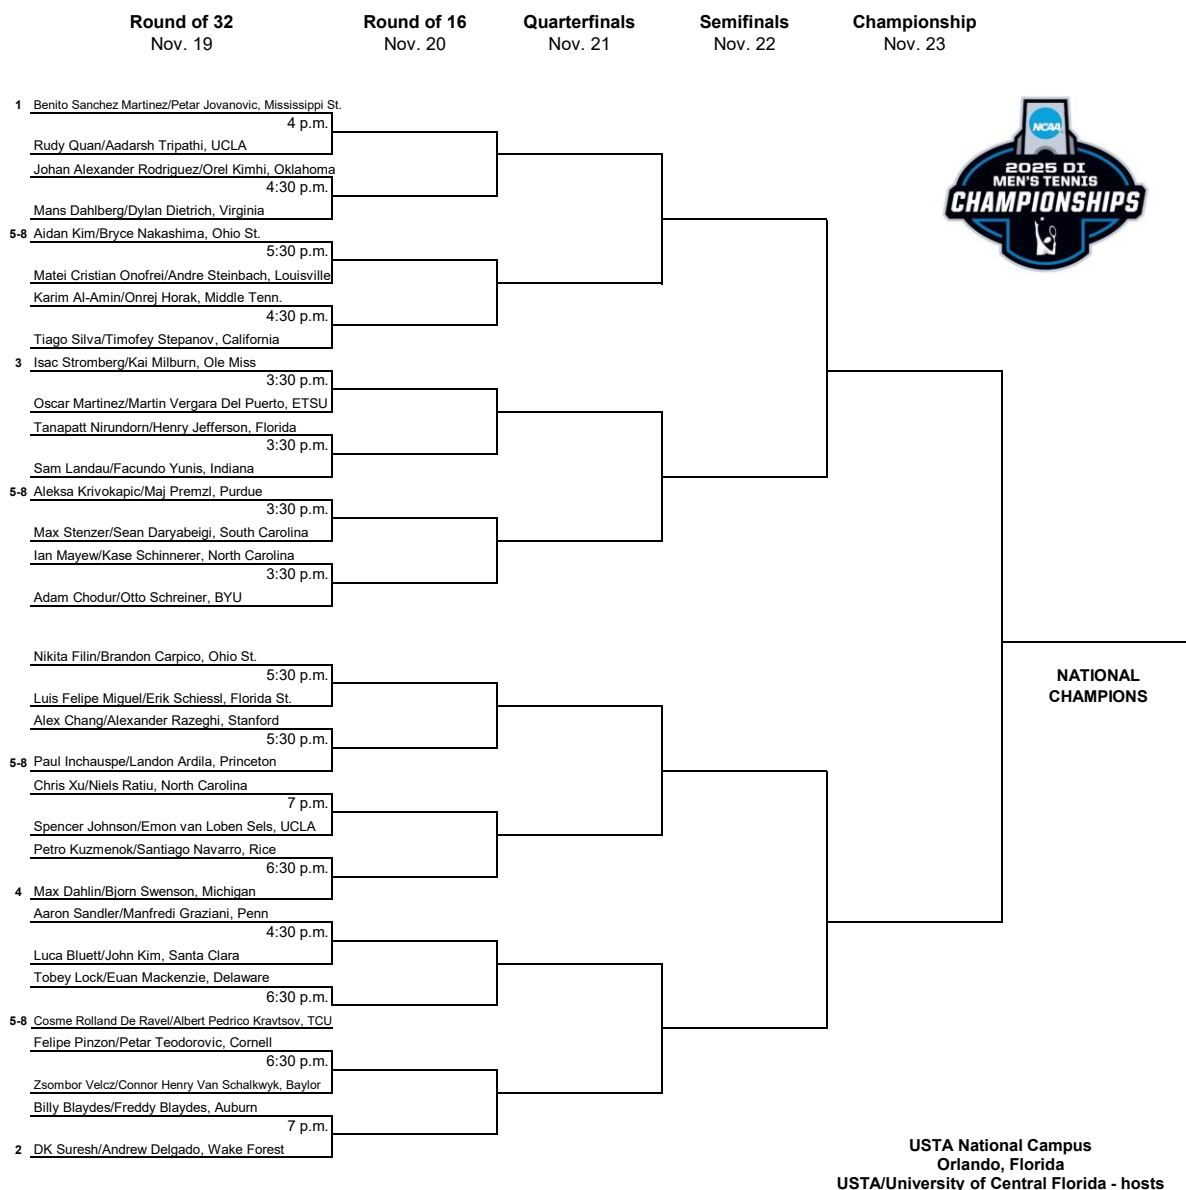 Round of 32
Nov. 19
Round of 16
Nov. 20
Quarterfinals
Nov. 21
Semifinals
Nov. 22
Championship
Nov. 23
1 Benito Sanchez Martinez/Petar Jovanovic, Mississippi St.
4 p.m.
Rudy Quan/Aadarsh Tripathi, UCLA
Johan Alexander Rodriguez/Orel Kimhi, Oklahoma
4:30 p.m.
Mans Dahlberg/Dylan Dietrich, Virginia
5-8 Aidan Kim/Bryce Nakashima, Ohio St.
5:30 p.m.
Matei Cristian Onofrei/Andre Steinbach, Louisville
Karim Al-Amin/Onrej Horak, Middle Tenn.
4:30 p.m.
Tiago Silva/Timofey Stepanov, California
3 Isac Stromberg/Kai Milburn, Ole Miss
3:30 p.m.
Oscar Martinez/Martin Vergara Del Puerto, ETSU
Tanapatt Nirundorn/Henry Jefferson, Florida
3:30 p.m.
Sam Landau/Facundo Yunis, Indiana
5-8 Aleksa Krivokapic/Maj Premzl, Purdue
3:30 p.m.
Max Stenzer/Sean Daryabeigi, South Carolina
Ian Mayew/Kase Schinnerer, North Carolina
3:30 p.m.
Adam Chodur/Otto Schreiner, BYU
Nikita Filin/Brandon Carpico, Ohio St.
5:30 p.m.
Luis Felipe Miguel/Erik Schiessl, Florida St.
Alex Chang/Alexander Razeghi, Stanford
5:30 p.m.
5-8 Paul Inchauspe/Landon Ardila, Princeton
Chris Xu/Niels Ratiu, North Carolina
7 p.m.
Spencer Johnson/Emon van Loben Sels, UCLA
Petro Kuzmenok/Santiago Navarro, Rice
6:30 p.m.
4 Max Dahlin/Bjorn Swenson, Michigan
Aaron Sandler/Manfredi Graziani, Penn
4:30 p.m.
Luca Bluett/John Kim, Santa Clara
Tobey Lock/Euan Mackenzie, Delaware
6:30 p.m.
5-8 Cosme Rolland De Ravel/Albert Pedrico Kravtsov, TCU
Felipe Pinzon/Petar Teodorovic, Cornell
6:30 p.m.
Zsombor Velcz/Connor Henry Van Schalkwyk, Baylor
Billy Blaydes/Freddy Blaydes, Auburn
7 p.m.
2 DK Suresh/Andrew Delgado, Wake Forest
NCAA
2025 DI
MEN'S TENNIS
CHAMPIONSHIPS
NATIONAL
CHAMPIONS
USTA National Campus
Orlando, Florida
USTA/University of Central Florida - hosts